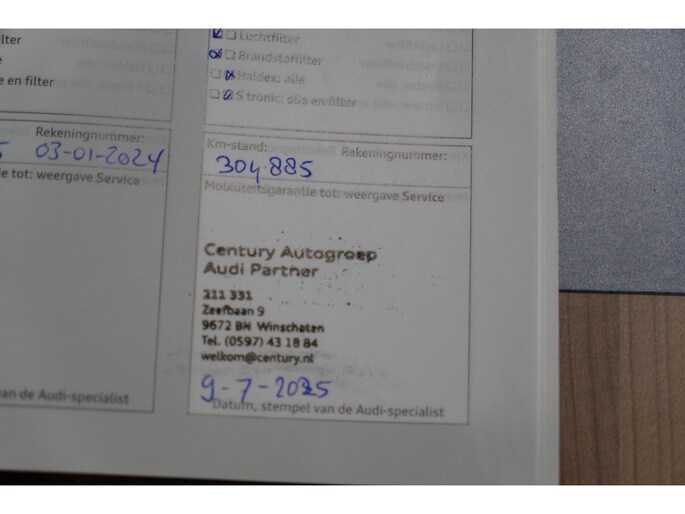 lter
e en filter
Rekeningnummer:
03-01-2024
ie tot: weergave Service
an de Audi-specialist
Luchtfilter
Brandstoffilter
Haldex: olie
S tronic: olie en filter
Km-stand: Rekeningnummer:
304 885
Mobiliteitsgarantie tot: weergave Service
Century Autogroep
Audi Partner
211 331
Zeefbaan 9
9672 BN Winschoten
Tel. (0597) 43 18 84
welkom@century.nl
9-7-2025
Datum, stempel van de Audi-specialist